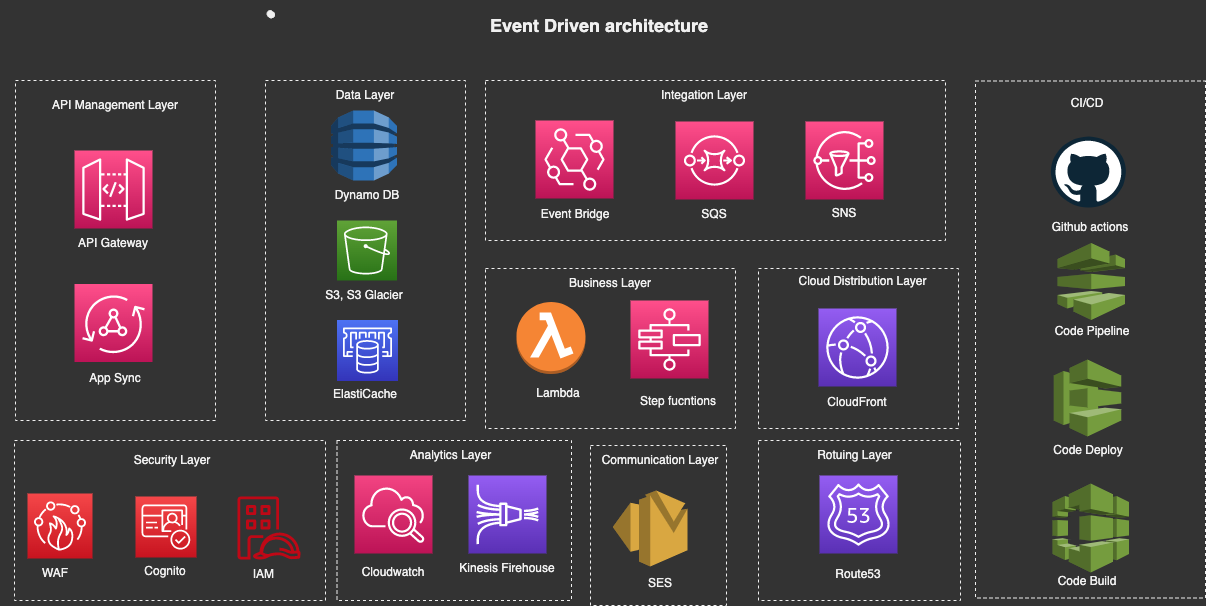 Event Driven architecture
API Management Layer
API Gateway
App Sync
Data Layer
Dynamo DB
S3, S3 Glacier
ElastiCache
Integation Layer
Event Bridge
SQS
SNS
Business Layer
Lambda
Step fucntions
Cloud Distribution Layer
CloudFront
CI/CD
Github actions
Code Pipeline
Code Deploy
Code Build
Security Layer
WAF
Cognito
IAM
Analytics Layer
Cloudwatch
Kinesis Firehouse
Communication Layer
SES
Rotuing Layer
53
Route53